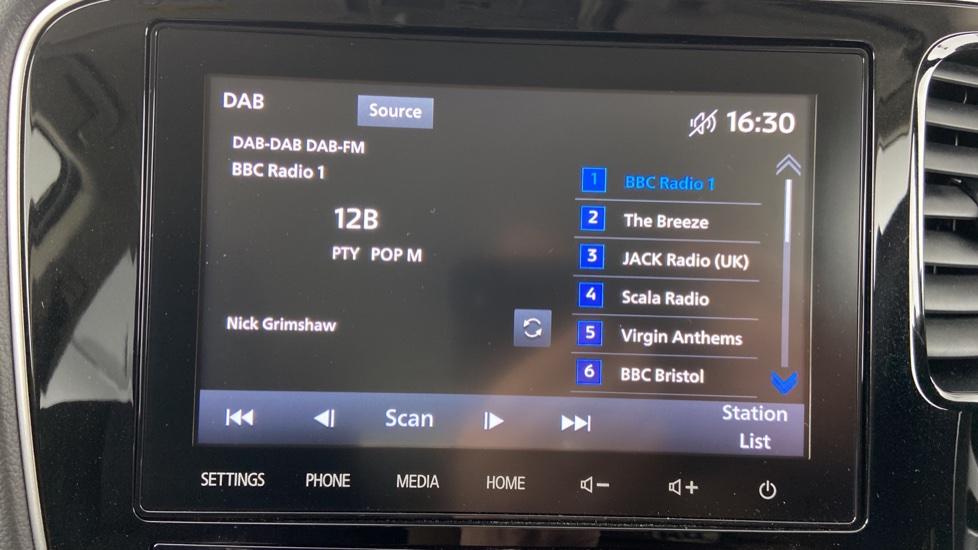 DAB
Source
16:30
DAB-DAB DAB-FM
BBC Radio 1
12B
PTY POP M
Nick Grimshaw
1 BBC Radio 1
2 The Breeze
3 JACK Radio (UK)
4 Scala Radio
5 Virgin Anthems
6 BBC Bristol
Scan
Station
List
SETTINGS PHONE MEDIA HOME